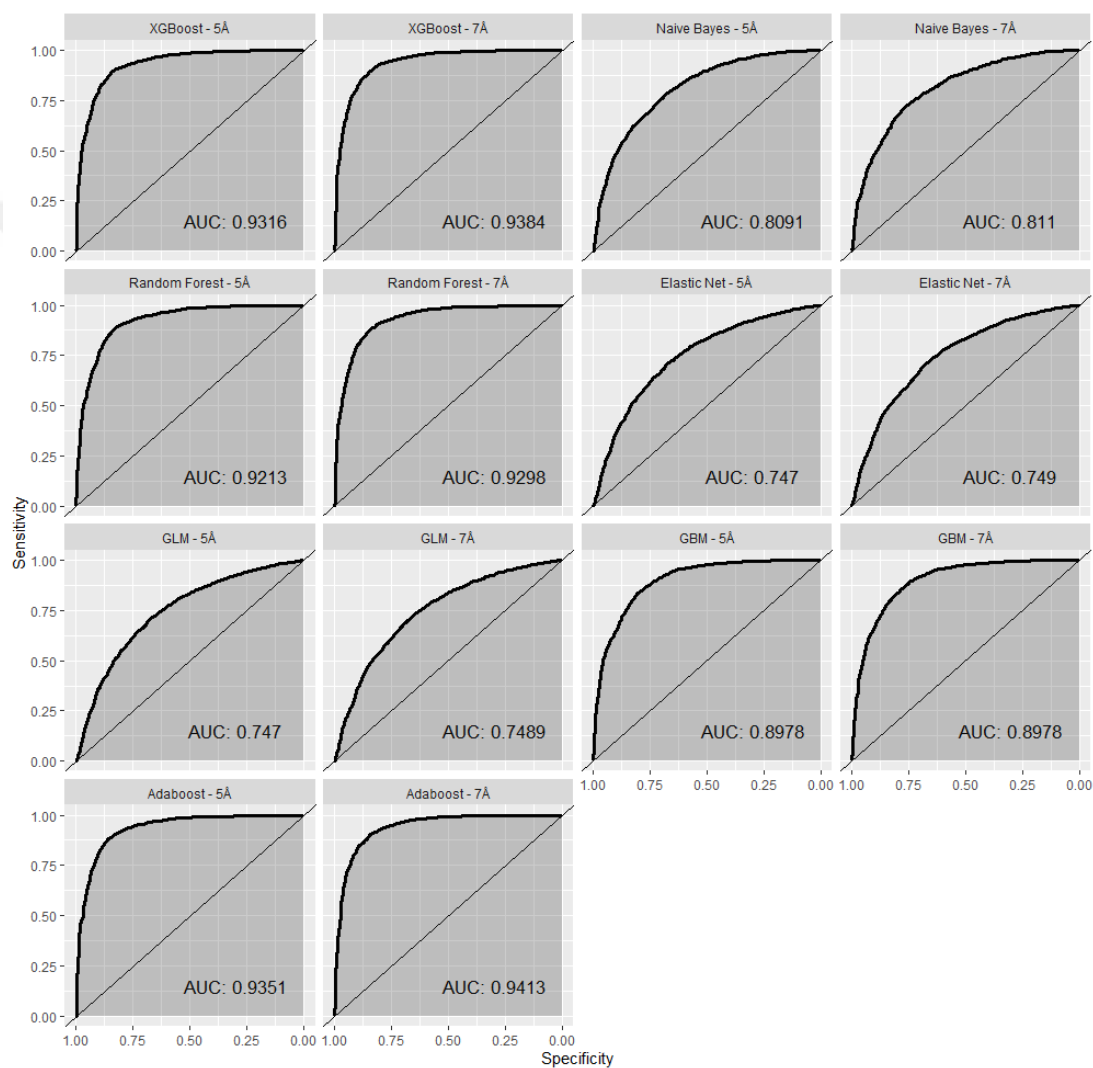 XGBoost - 5Å
XGBoost - 7Å
Naive Bayes - 5Å
Naive Bayes - 7Å
1.00
0.75
0.50
0.25
0.00
AUC: 0.9316
AUC: 0.9384
AUC: 0.8091
AUC: 0.811
Random Forest - 5Å
Random Forest - 7Å
Elastic Net - 5Å
Elastic Net - 7Å
1.00
0.75
0.50
0.25
0.00
AUC: 0.9213
AUC: 0.9298
AUC: 0.747
AUC: 0.749
Sensitivity
GLM - 5Å
GLM - 7Å
GBM - 5Å
GBM - 7Å
1.00
0.75
0.50
0.25
0.00
AUC: 0.747
AUC: 0.7489
AUC: 0.8978
AUC: 0.8978
1.00 0.75 0.50 0.25 0.00
1.00 0.75 0.50 0.25 0.00
Adaboost - 5Å
Adaboost - 7Å
1.00
0.75
0.50
0.25
0.00
AUC: 0.9351
AUC: 0.9413
1.00 0.75 0.50 0.25 0.00
1.00 0.75 0.50 0.25 0.00
Specificity